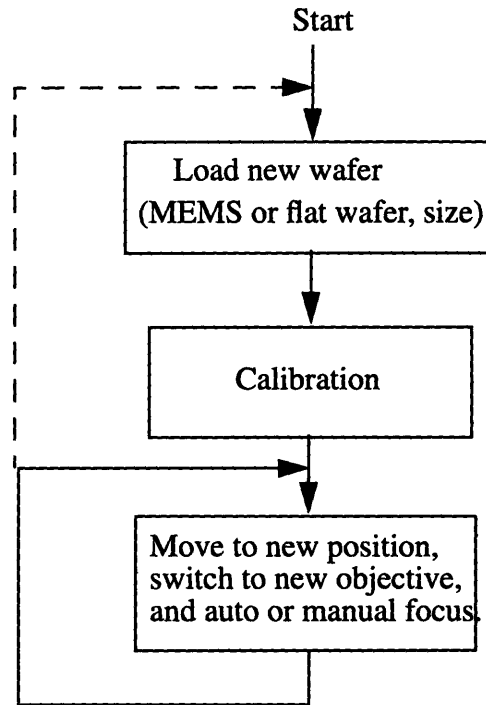 Start
Load new wafer
(MEMS or flat wafer, size)
Calibration
Move to new position,
switch to new objective,
and auto or manual focus.